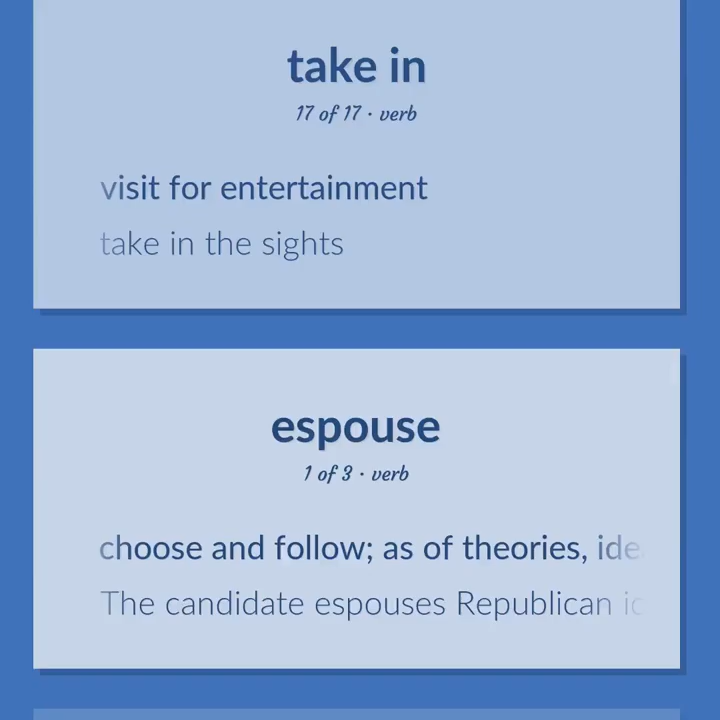 take in
17 of 17 · verb
visit for entertainment
take in the sights
espouse
1 of 3 · verb
choose and follow; as of theories,
The candidate espouses Republican